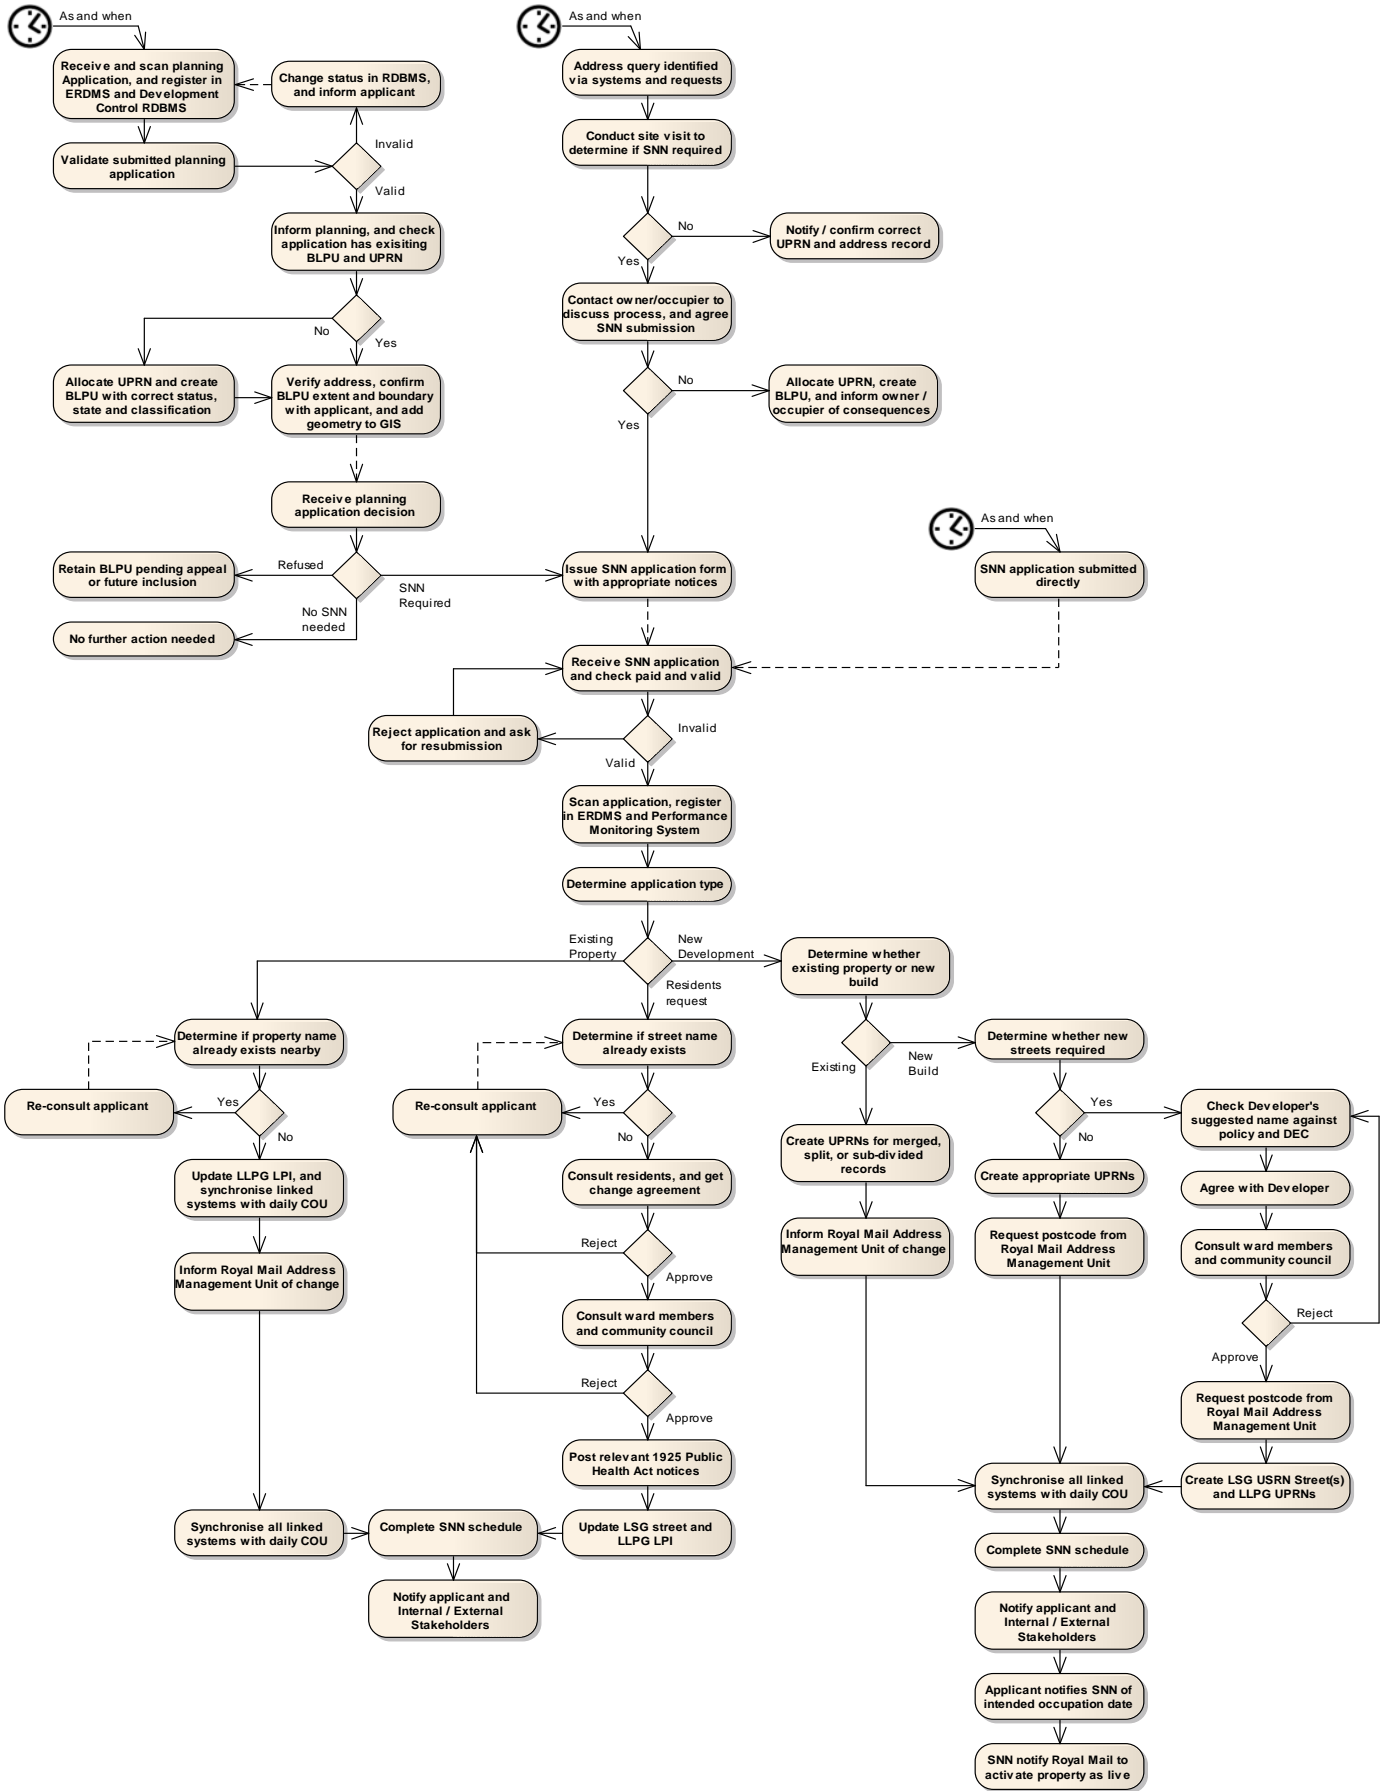 As and when
Receive and scan planning
Application, and register in
ERDMS and Development
Control RDBMS
Change status in RDBMS,
and inform applicant
Validate submitted planning
application
Invalid
Valid
Inform planning, and check
application has exisiting
BLPU and UPRN
No
Yes
Allocate UPRN and create
BLPU with correct status,
state and classification
Verify address, confirm
BLPU extent and boundary
with applicant, and add
geometry to GIS
Receive planning
application decision
Refused
Retain BLPU pending appeal
or future inclusion
No SNN
needed
No further action needed
SNN
Required
As and when
Address query identified
via systems and requests
Conduct site visit to
determine if SNN required
No
Notify / confirm correct
UPRN and address record
Yes
Contact owner/occupier to
discuss process, and agree
SNN submission
No
Allocate UPRN, create
BLPU, and inform owner /
occupier of consequences
Yes
Issue SNN application form
with appropriate notices
As and when
SNN application submitted
directly
Receive SNN application
and check paid and valid
Invalid
Reject application and ask
for resubmission
Valid
Scan application, register
in ERDMS and Performance
Monitoring System
Determine application type
Existing
Property
New
Development
Residents
request
Determine if property name
already exists nearby
Yes
Re-consult applicant
No
Update LLPG LPI, and
synchronise linked
systems with daily COU
Inform Royal Mail Address
Management Unit of change
Synchronise all linked
systems with daily COU
Determine if street name
already exists
Yes
Re-consult applicant
No
Consult residents, and get
change agreement
Reject
Approve
Consult ward members
and community council
Reject
Approve
Post relevant 1925 Public
Health Act notices
Update LSG street and
LLPG LPI
Complete SNN schedule
Notify applicant and
Internal / External
Stakeholders
Determine whether
existing property or new
build
Existing
New
Build
Create UPRNs for merged,
split, or sub-divided
records
Inform Royal Mail Address
Management Unit of change
Determine whether new
streets required
Yes
No
Create appropriate UPRNs
Request postcode from
Royal Mail Address
Management Unit
Check Developer's
suggested name against
policy and DEC
Agree with Developer
Consult ward members
and community council
Reject
Approve
Request postcode from
Royal Mail Address
Management Unit
Create LSG USRN Street(s)
and LLPG UPRNs
Synchronise all linked
systems with daily COU
Complete SNN schedule
Notify applicant and
Internal / External
Stakeholders
Applicant notifies SNN of
intended occupation date
SNN notify Royal Mail to
activate property as live